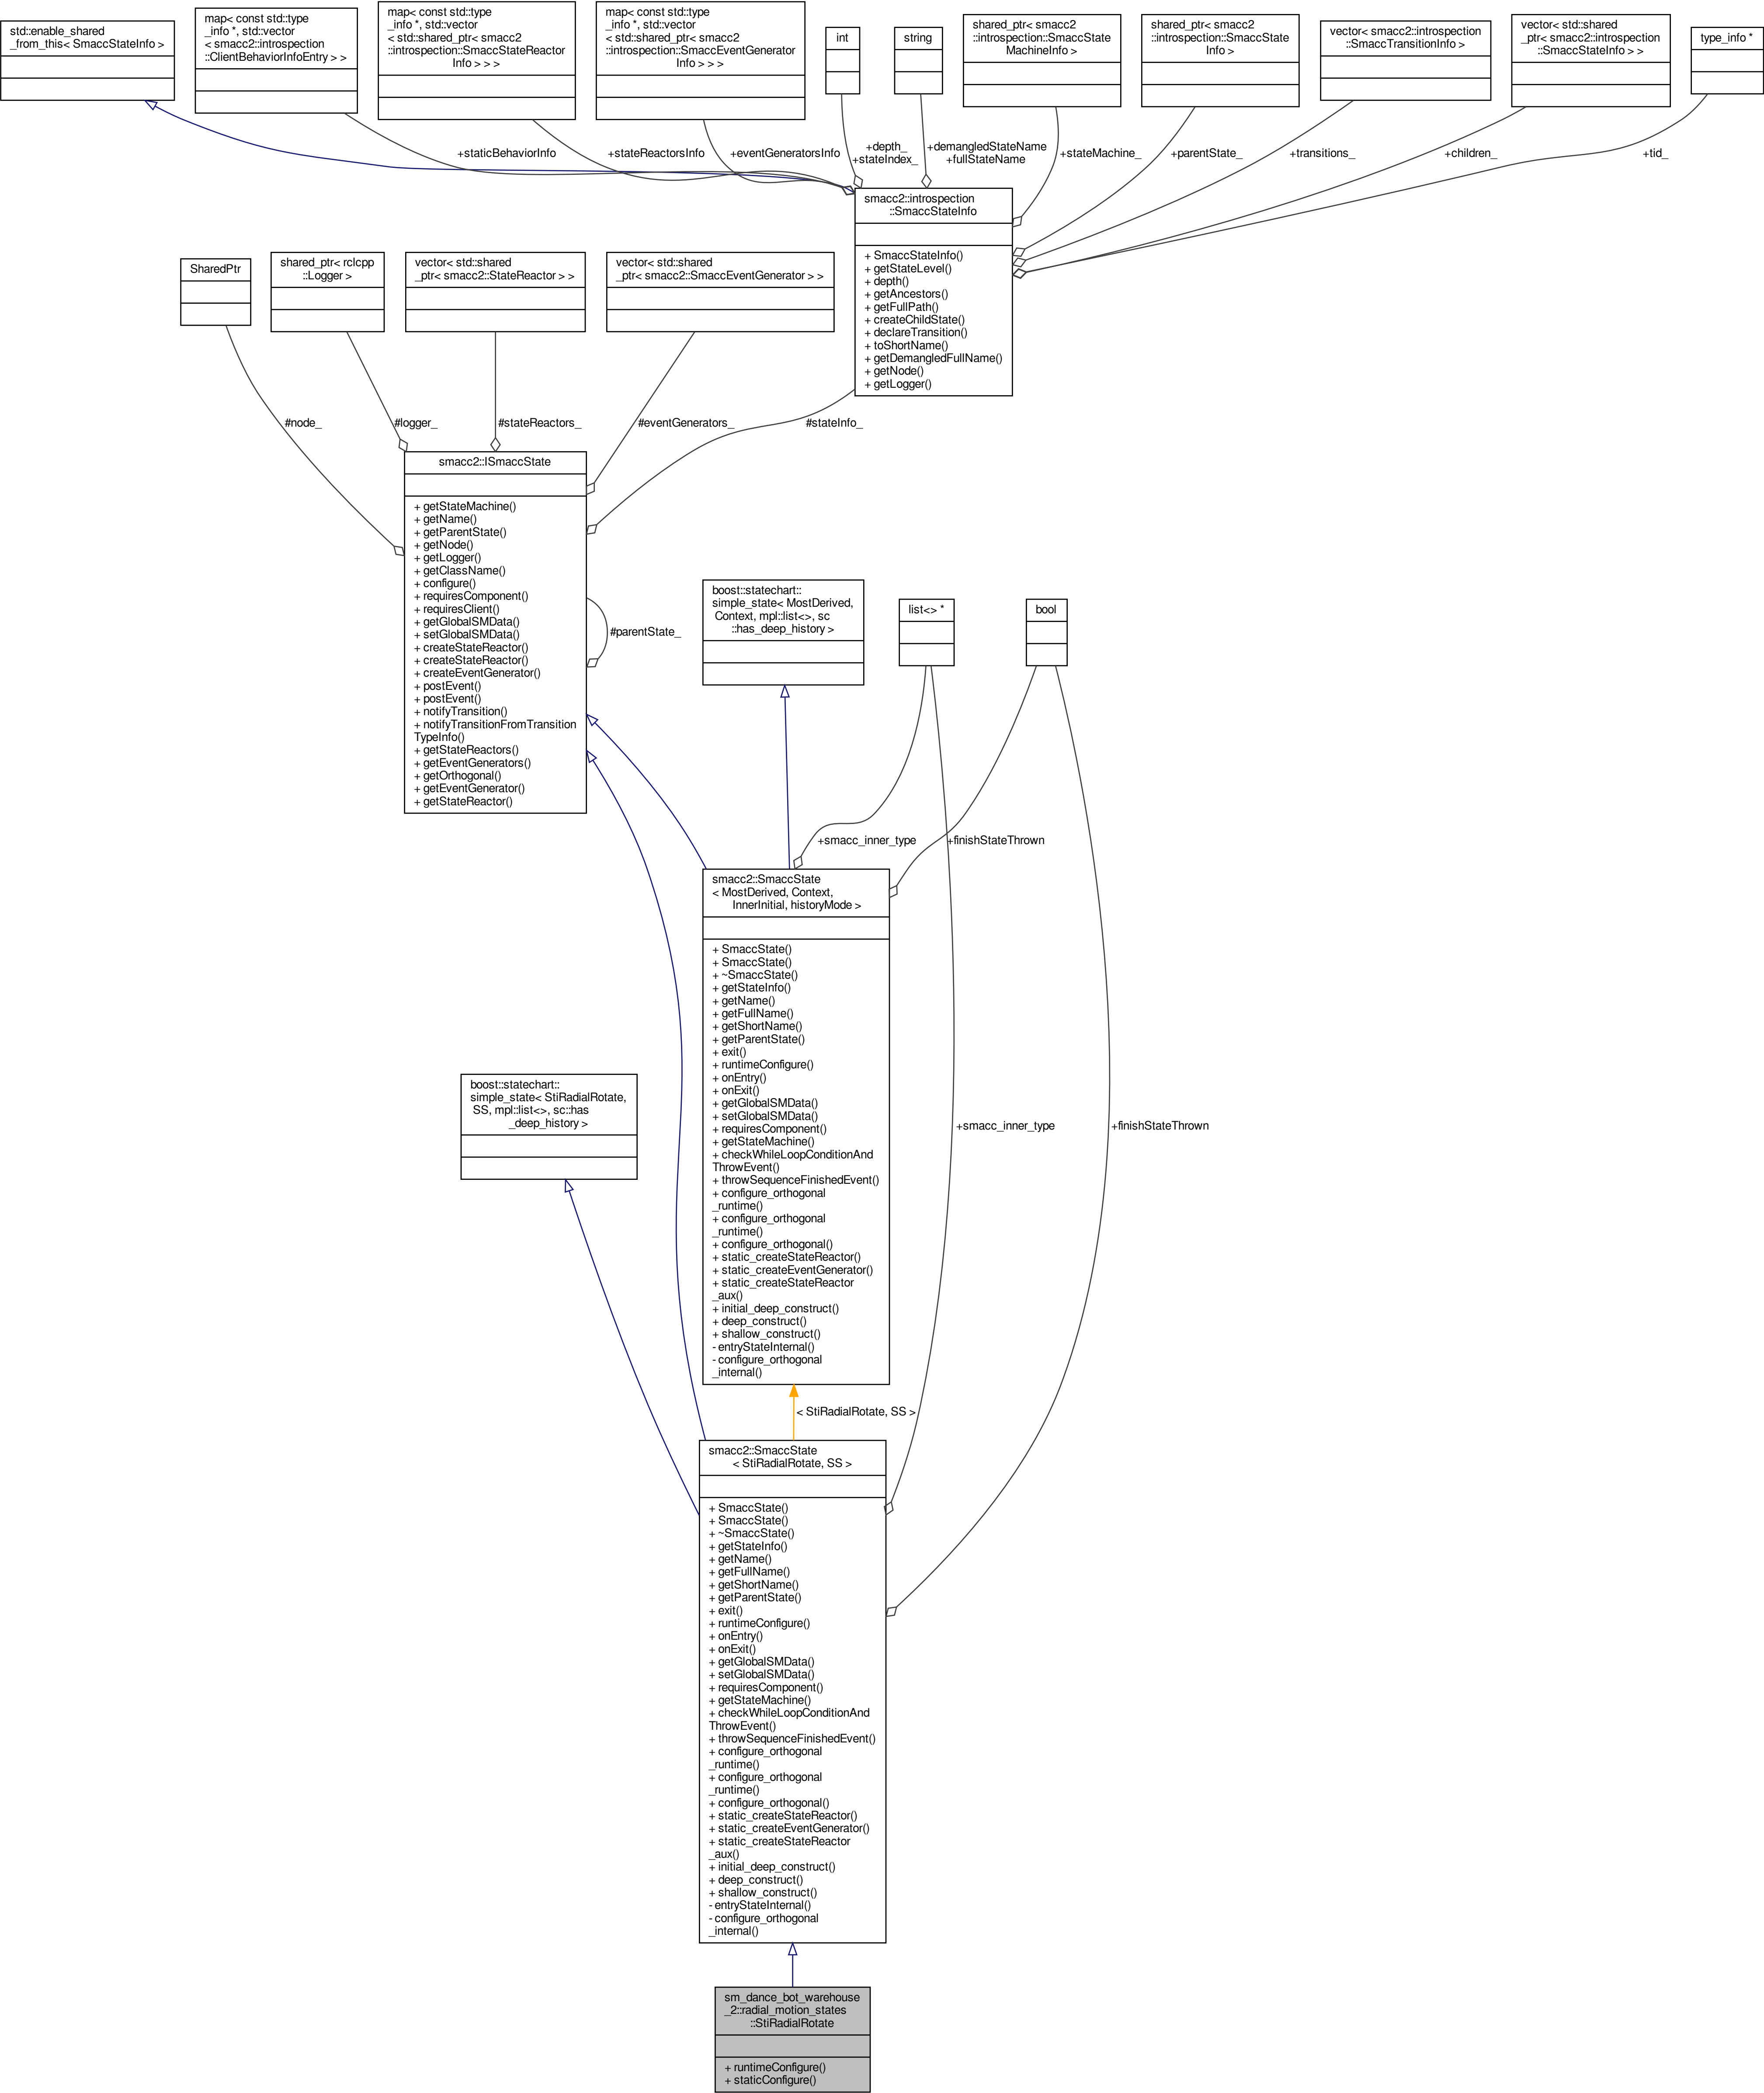 std::enable_shared
_from_this< SmaccStateInfo >
map< const std::type
_info *, std::vector
< smacc2::introspection
::ClientBehaviorInfoEntry > >
map< const std::type
_info *, std::vector
< std::shared_ptr< smacc2
::introspection::SmaccStateReactor
Info > > >
map< const std::type
_info *, std::vector
< std::shared_ptr< smacc2
::introspection::SmaccEventGenerator
Info > > >
int
string
shared_ptr< smacc2
::introspection::SmaccState
MachineInfo >
shared_ptr< smacc2
::introspection::SmaccState
Info >
vector< smacc2::introspection
::SmaccTransitionInfo >
vector< std::shared
_ptr< smacc2::introspection
::SmaccStateInfo > >
type_info *
+staticBehaviorInfo
+stateReactorsInfo
+eventGeneratorsInfo
+depth_
+stateIndex_
+demangledStateName
+fullStateName
+stateMachine_
+parentState_
+transitions_
+children_
+tid_
smacc2::introspection
::SmaccStateInfo
+ SmaccStateInfo()
+ getStateLevel()
+ depth()
+ getAncestors()
+ getFullPath()
+ createChildState()
+ declareTransition()
+ toShortName()
+ getDemangledFullName()
+ getNode()
+ getLogger()
SharedPtr
shared_ptr< rclcpp
::Logger >
vector< std::shared
_ptr< smacc2::StateReactor > >
vector< std::shared
_ptr< smacc2::SmaccEventGenerator > >
#node_
#logger_
#stateReactors_
#eventGenerators_
#stateInfo_
smacc2::ISmaccState
+ getStateMachine()
+ getName()
+ getParentState()
+ getNode()
+ getLogger()
+ getClassName()
+ configure()
+ requiresComponent()
+ requiresClient()
+ getGlobalSMData()
+ setGlobalSMData()
+ createStateReactor()
+ createStateReactor()
+ createEventGenerator()
+ postEvent()
+ postEvent()
+ notifyTransition()
+ notifyTransitionFromTransition
TypeInfo()
+ getStateReactors()
+ getEventGenerators()
+ getOrthogonal()
+ getEventGenerator()
+ getStateReactor()
#parentState_
boost::statechart::
simple_state< MostDerived,
Context, mpl::list<>, sc
::has_deep_history >
list<> *
bool
+smacc_inner_type
+finishStateThrown
smacc2::SmaccState
< MostDerived, Context,
InnerInitial, historyMode >
+ SmaccState()
+ SmaccState()
+ ~SmaccState()
+ getStateInfo()
+ getName()
+ getFullName()
+ getShortName()
+ getParentState()
+ exit()
+ runtimeConfigure()
+ onEntry()
+ onExit()
+ getGlobalSMData()
+ setGlobalSMData()
+ requiresComponent()
+ getStateMachine()
+ checkWhileLoopConditionAnd
ThrowEvent()
+ throwSequenceFinishedEvent()
+ configure_orthogonal
_runtime()
+ configure_orthogonal
_runtime()
+ configure_orthogonal()
+ static_createStateReactor()
+ static_createEventGenerator()
+ static_createStateReactor
_aux()
+ initial_deep_construct()
+ deep_construct()
+ shallow_construct()
- entryStateInternal()
- configure_orthogonal
_internal()
boost::statechart::
simple_state< StiRadialRotate,
SS, mpl::list<>, sc::has
_deep_history >
+smacc_inner_type
+finishStateThrown
< StiRadialRotate, SS >
smacc2::SmaccState
< StiRadialRotate, SS >
+ SmaccState()
+ SmaccState()
+ ~SmaccState()
+ getStateInfo()
+ getName()
+ getFullName()
+ getShortName()
+ getParentState()
+ exit()
+ runtimeConfigure()
+ onEntry()
+ onExit()
+ getGlobalSMData()
+ setGlobalSMData()
+ requiresComponent()
+ getStateMachine()
+ checkWhileLoopConditionAnd
ThrowEvent()
+ throwSequenceFinishedEvent()
+ configure_orthogonal
_runtime()
+ configure_orthogonal
_runtime()
+ configure_orthogonal()
+ static_createStateReactor()
+ static_createEventGenerator()
+ static_createStateReactor
_aux()
+ initial_deep_construct()
+ deep_construct()
+ shallow_construct()
- entryStateInternal()
- configure_orthogonal
_internal()
sm_dance_bot_warehouse
_2::radial_motion_states
::StiRadialRotate
+ runtimeConfigure()
+ staticConfigure()